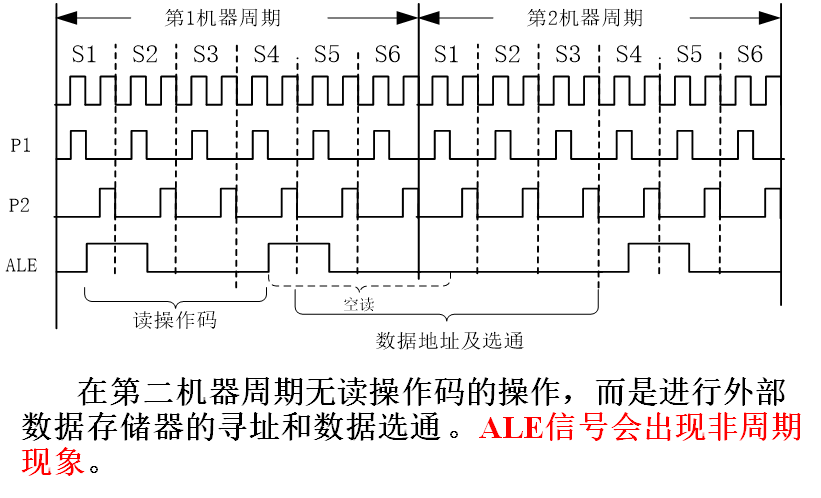 第1机器周期 第2机器周期
S1 S2 S3 S4 S5 S6 S1 S2 S3 S4 S5 S6
P1
P2
ALE
空读
读操作码
数据地址及选通
在第二机器周期无读操作码的操作，而是进行外部
数据存储器的寻址和数据选通。ALE信号会出现非周期
现象。